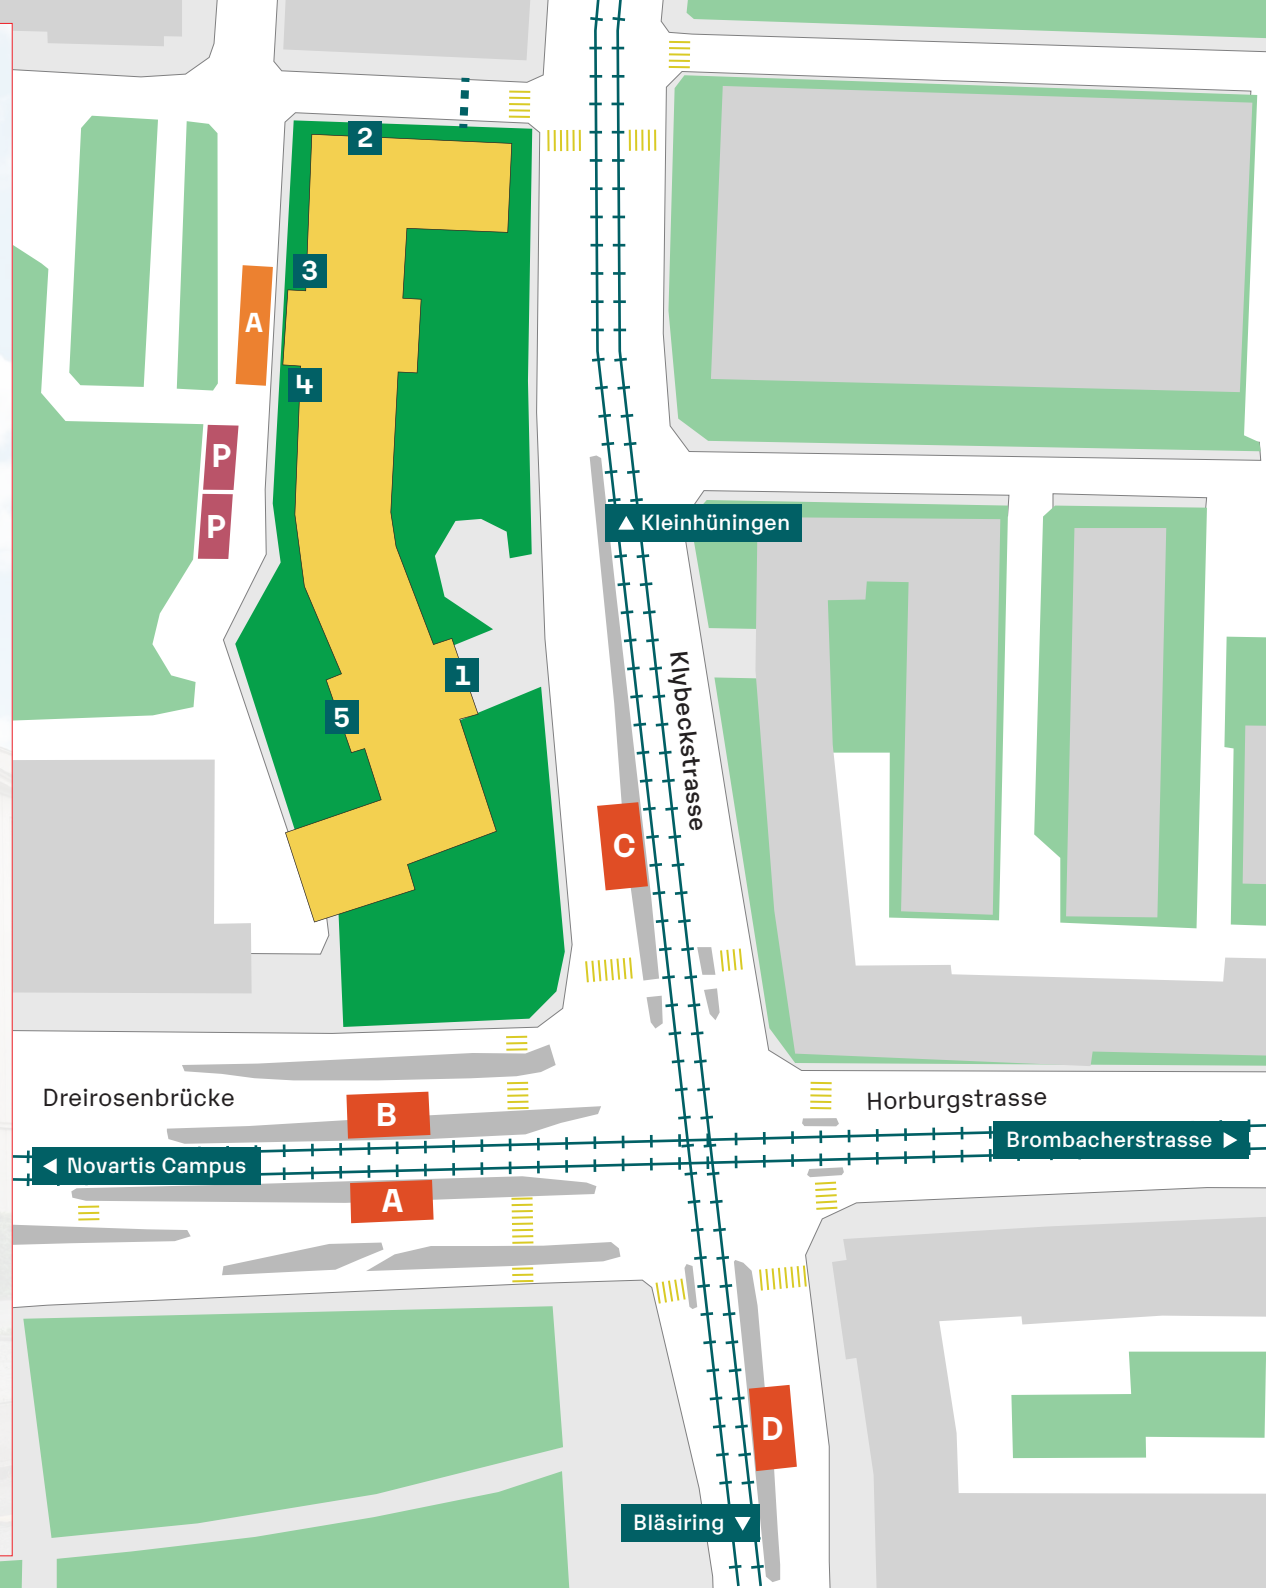 2
3
A
4
P
P
▲ Kleinhüningen
Klybeckstrasse
1
5
C
Dreirosenbrücke
Horburgstrasse
B
Brombacherstrasse ▶
◀ Novartis Campus
A
D
Bläsiring ▼